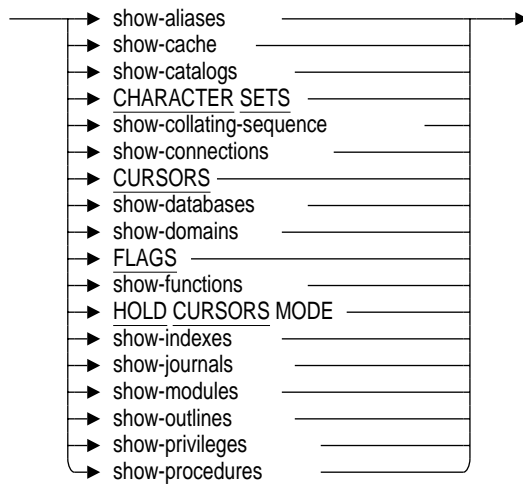 show-aliases
show-cache
show-catalogs
CHARACTER SETS
show-collating-sequence
show-connections
CURSORS
show-databases
show-domains
FLAGS
show-functions
HOLD CURSORS MODE
show-indexes
show-journals
show-modules
show-outlines
show-privileges
show-procedures